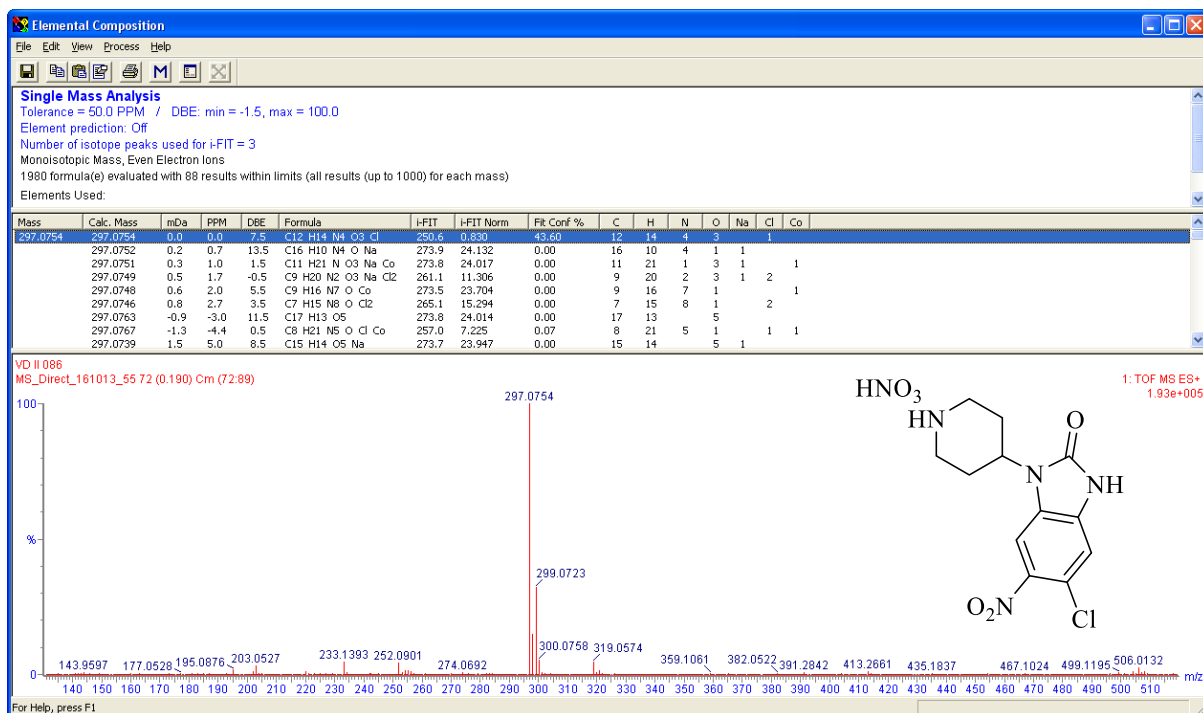 Elemental Composition
File Edit View Process Help
Single Mass Analysis
Tolerance = 50.0 PPM / DBE: min = -1.5, max = 100.0
Element prediction: Off
Number of isotope peaks used for i-FIT = 3
Monoisotopic Mass, Even Electron Ions
1980 formula(e) evaluated with 88 results within limits (all results (up to 1000) for each mass)
Elements Used:
Mass Calc. Mass mDa PPM DBE Formula i-FIT i-FIT Norm Fit Conf % C H N O Na Cl Co
297.0754 297.0754 0.0 0.0 7.5 C12 H14 N4 O3 Cl 250.6 0.830 43.60 12 14 4 3 1
297.0752 0.2 0.7 13.5 C16 H10 N4 O Na 273.9 24.132 0.00 16 10 4 1 1
297.0751 0.3 1.0 1.5 C11 H21 N O3 Na Co 273.8 24.017 0.00 11 21 1 3 1 1
297.0749 0.5 1.7 -0.5 C9 H20 N2 O3 Na Cl2 261.1 11.306 0.00 9 20 2 3 1 2
297.0748 0.6 2.0 5.5 C9 H16 N7 O Co 273.5 23.704 0.00 9 16 7 1 1
297.0746 0.8 2.7 3.5 C7 H15 N8 O Cl2 265.1 15.294 0.00 7 15 8 1 2
297.0763 -0.9 -3.0 11.5 C17 H13 O5 273.8 24.014 0.00 17 13 5
297.0767 -1.3 -4.4 0.5 C8 H21 N5 O Cl Co 257.0 7.225 0.07 8 21 5 1 1 1
297.0739 1.5 5.0 8.5 C15 H14 O5 Na 273.7 23.947 0.00 15 14 5 1
VD II 086
MS_Direct_161013_55 72 (0.190) Cm (72:89)
1: TOF MS ES+
1.93e+005
100
297.0754
HNO3
HN
O
N
NH
%
299.0723
O2N
Cl
300.0758
319.0574
143.9597
177.0528
195.0876
203.0527
233.1393
252.0901
274.0692
359.1061
382.0522
391.2842
413.2661
435.1837
467.1024
499.1195
506.0132
0
m/z
140 150 160 170 180 190 200 210 220 230 240 250 260 270 280 290 300 310 320 330 340 350 360 370 380 390 400 410 420 430 440 450 460 470 480 490 500 510
For Help, press F1